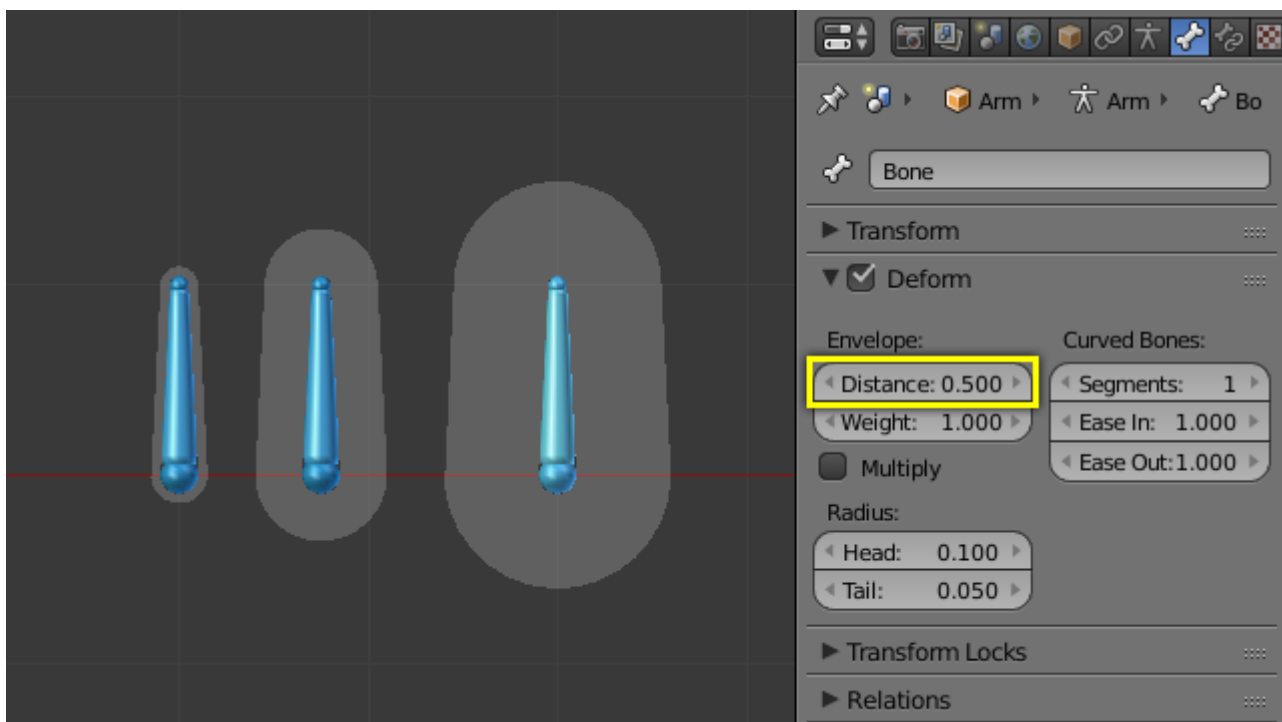 Arm Arm Bo
Bone
Transform
Deform
Envelope: Curved Bones:
Distance: 0.500 Segments: 1
Weight: 1.000 Ease In: 1.000
Multiply Ease Out:1.000
Radius:
Head: 0.100
Tail: 0.050
Transform Locks
Relations